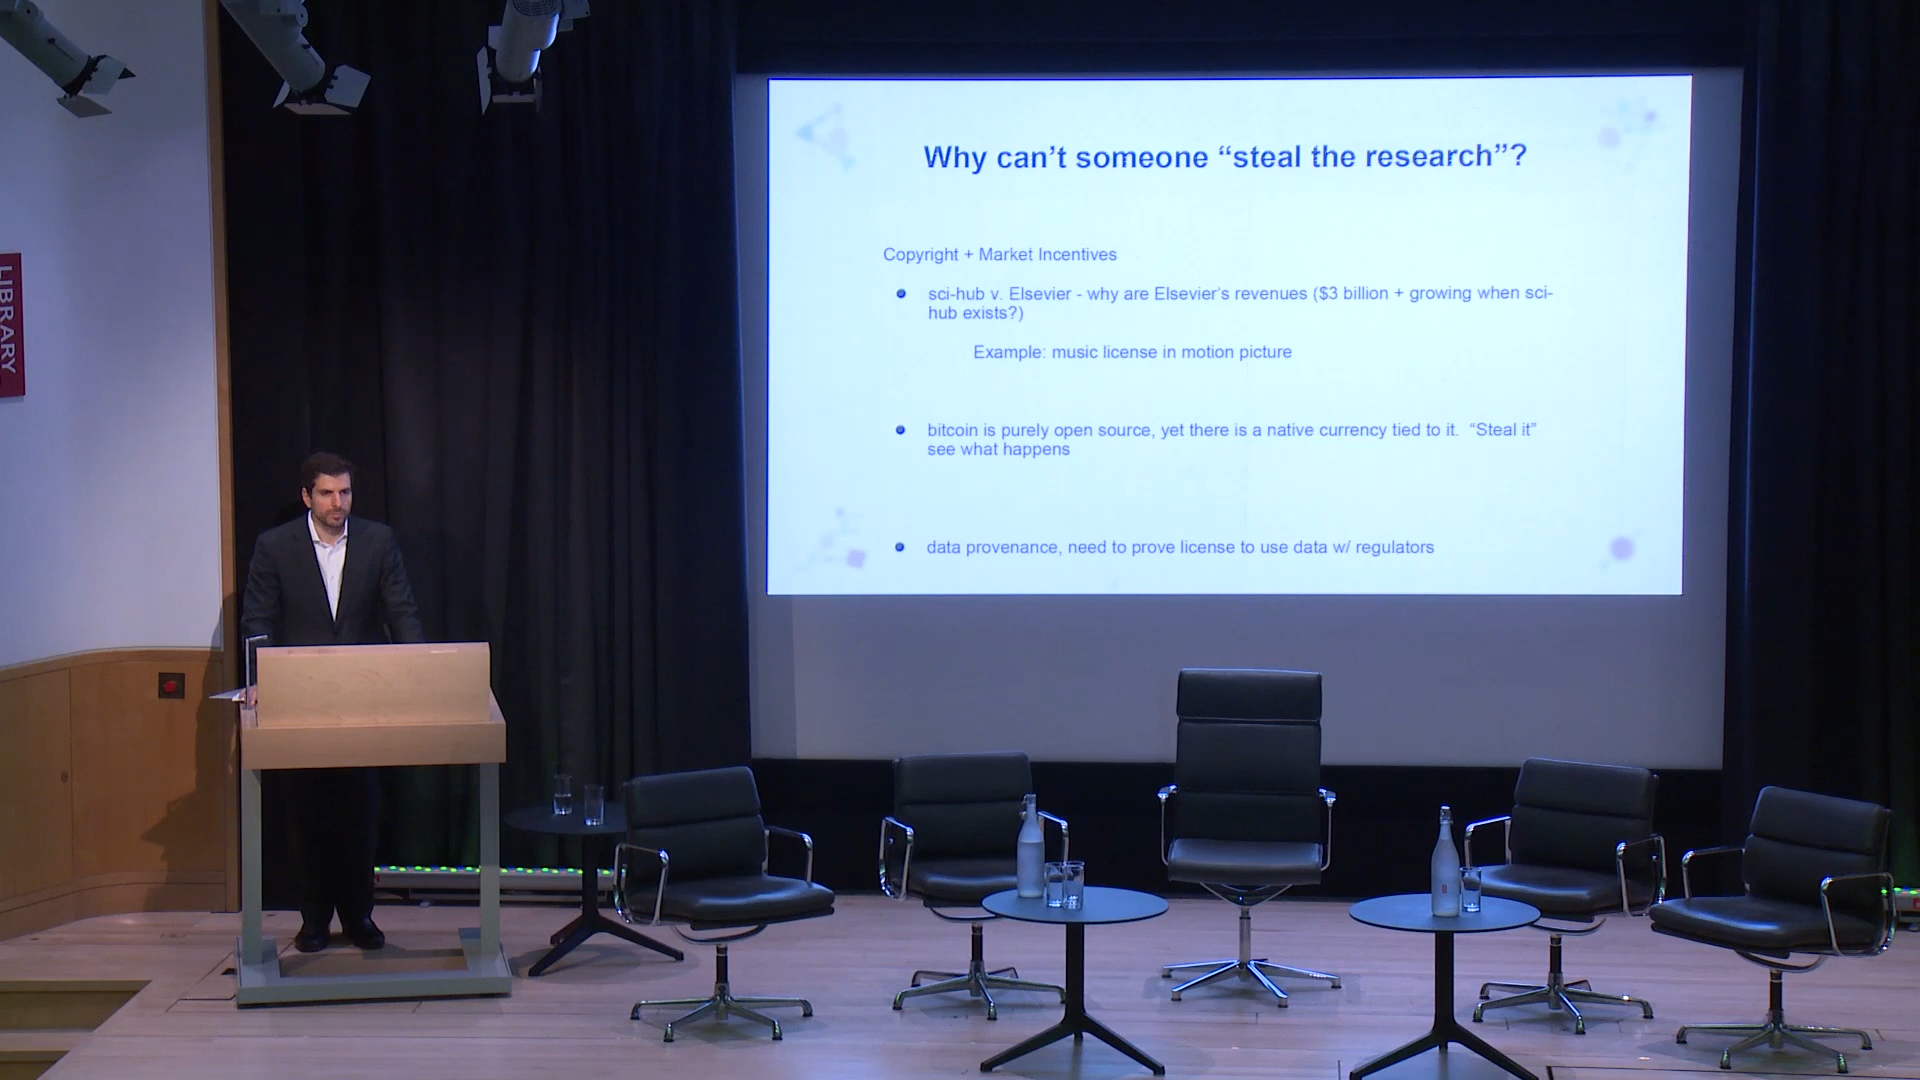 LIBRARY
Why can’t someone “steal the research”?
Copyright + Market Incentives
sci-hub v. Elsevier - why are Elsevier’s revenues ($3 billion + growing when sci-
hub exists?)
Example: music license in motion picture
bitcoin is purely open source, yet there is a native currency tied to it.  “Steal it”
see what happens
data provenance, need to prove license to use data w/ regulators